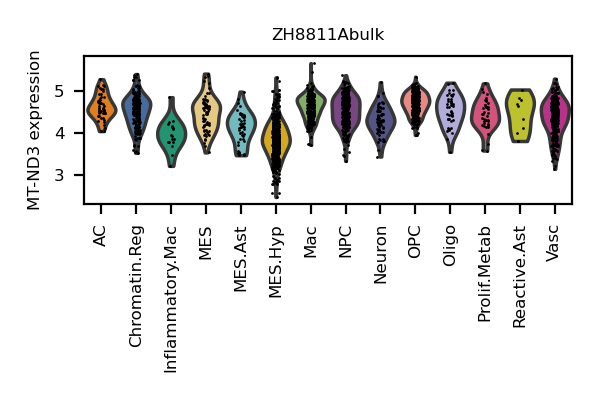 ZH8811Abulk
MT-ND3 expression
5
4
3
AC
Chromatin.Reg
Inflammatory.Mac
MES
MES.Ast
MES.Hyp
Mac
NPC
Neuron
OPC
Oligo
Prolif.Metab
Reactive.Ast
Vasc